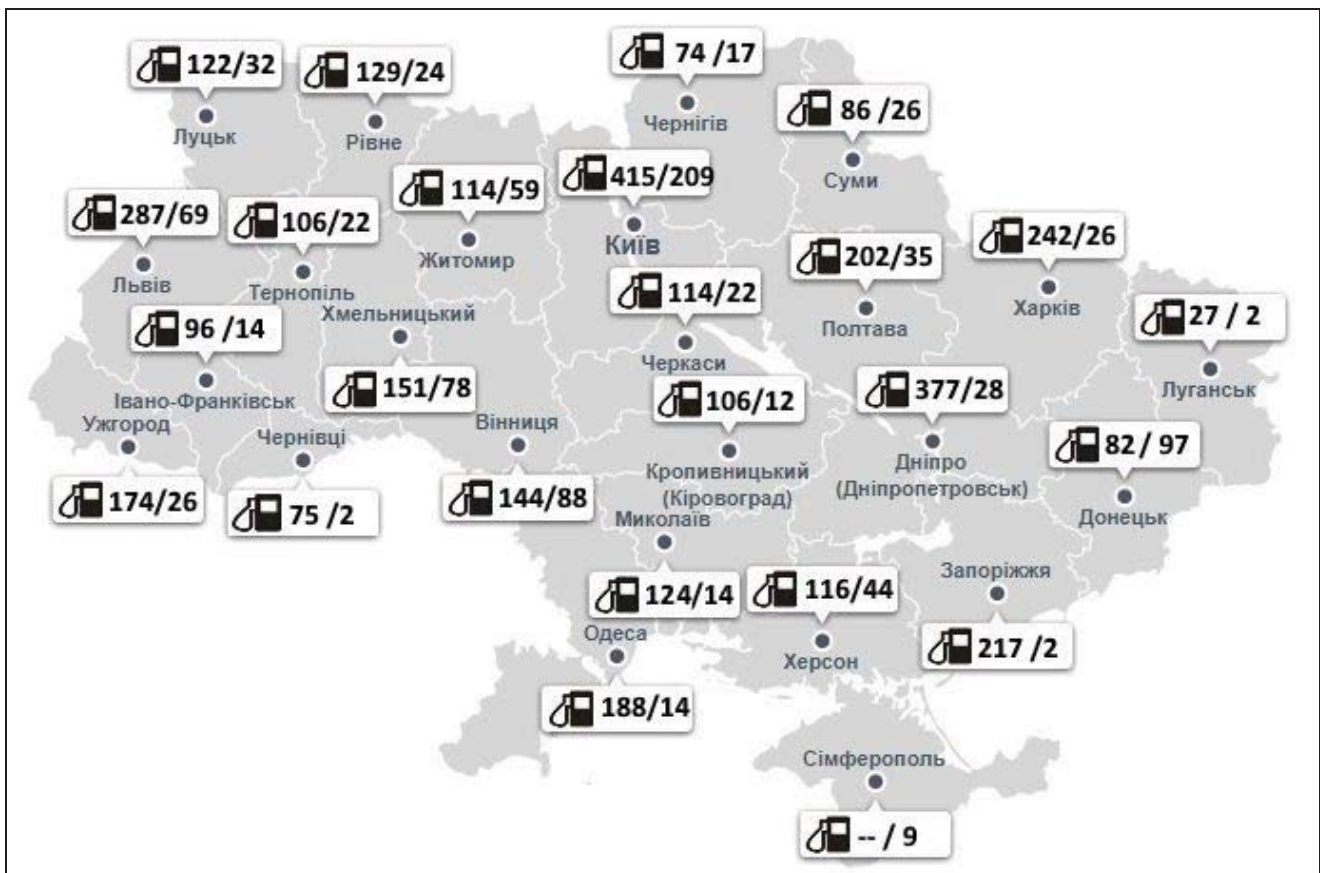 122/32
Луцьк
129/24
Рівне
74 /17
Чернігів
86 /26
Суми
114/59
Житомир
415/209
Київ
287/69
Львів
106/22
Тернопіль
Хмельницький
151/78
114/22
Черкаси
202/35
Полтава
242/26
Харків
27 / 2
Луганськ
96 /14
Івано-Франківськ
Ужгород
174/26
Чернівці
75 /2
Вінниця
144/88
106/12
Кропивницький
(Кіровоград)
377/28
Дніпро
(Дніпропетровськ)
82 / 97
Донецьк
Миколаїв
124/14
Одеса
188/14
116/44
Херсон
Запоріжжя
217 /2
Сімферополь
-- / 9